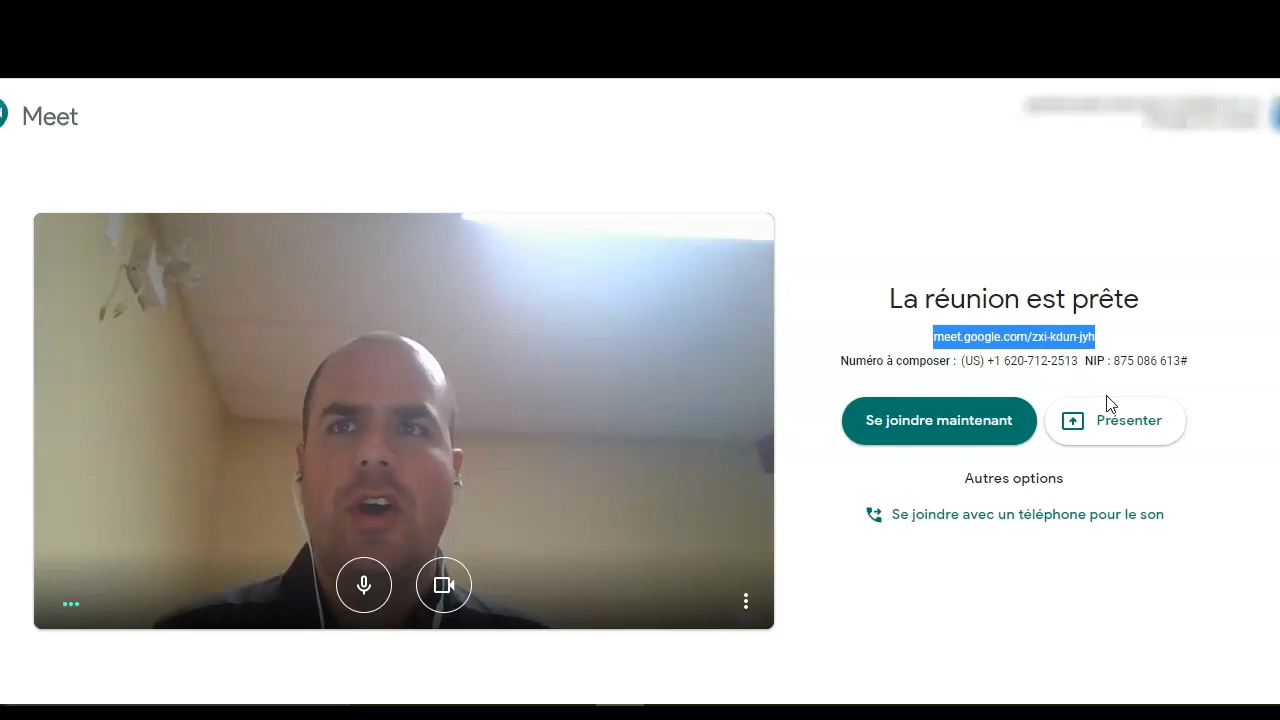 Meet
La réunion est prête
meet.google.com/zxi-kdun-jyh
Numéro à composer : (US) +1 620-712-2513 NIP : 875 086 613#
Se joindre maintenant
Présenter
Autres options
Se joindre avec un téléphone pour le son